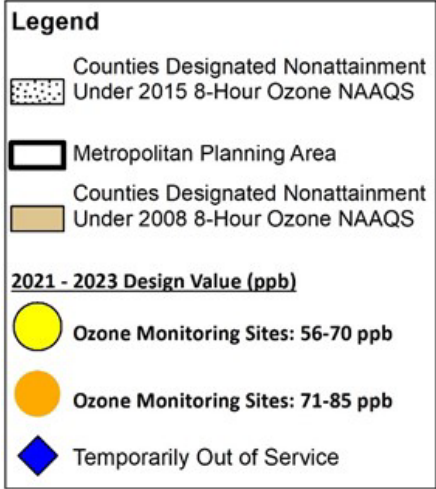 Legend
Counties Designated Nonattainment
Under 2015 8-Hour Ozone NAAQS
Metropolitan Planning Area
Counties Designated Nonattainment
Under 2008 8-Hour Ozone NAAQS
2021 - 2023 Design Value (ppb)
Ozone Monitoring Sites: 56-70 ppb
Ozone Monitoring Sites: 71-85 ppb
Temporarily Out of Service